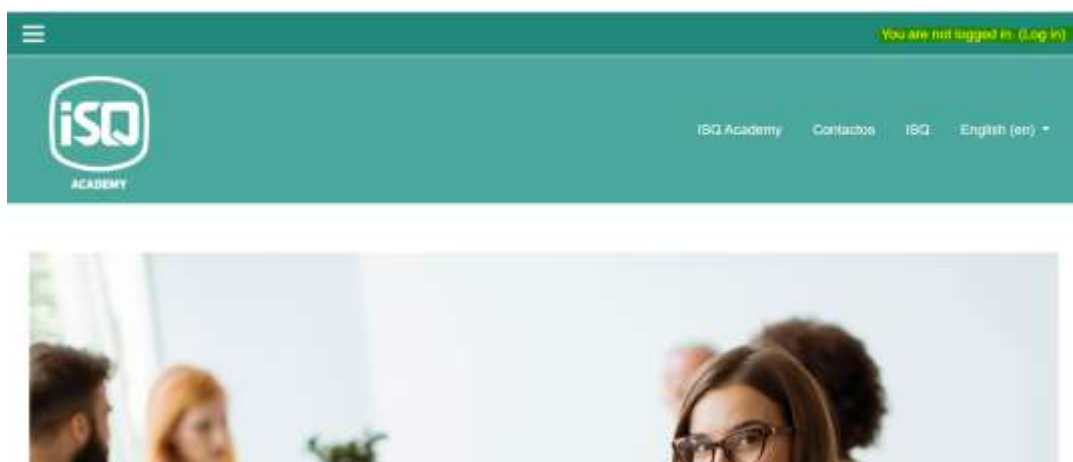 You are not logged in. (Log in)
iSQ
ACADEMY
ISQ Academy Contactos ISQ English (en)